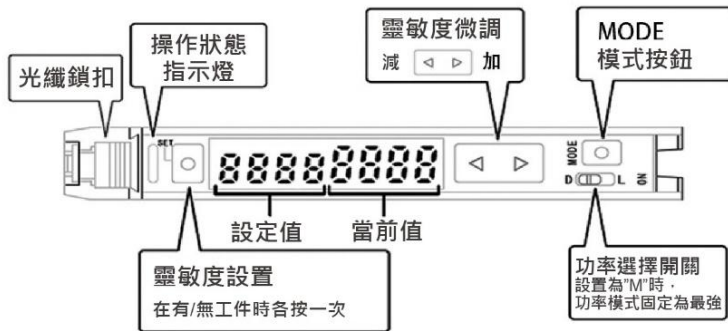 光纖鎖扣
操作狀態
指示燈
靈敏度微調
減 ◁ ▷ 加
MODE
模式按鈕
SET
8888 8888
MODE
D L
ON
設定值
當前值
靈敏度設置
在有/無工件時各按一次
功率選擇開關
設置為"M"時，
功率模式固定為最強